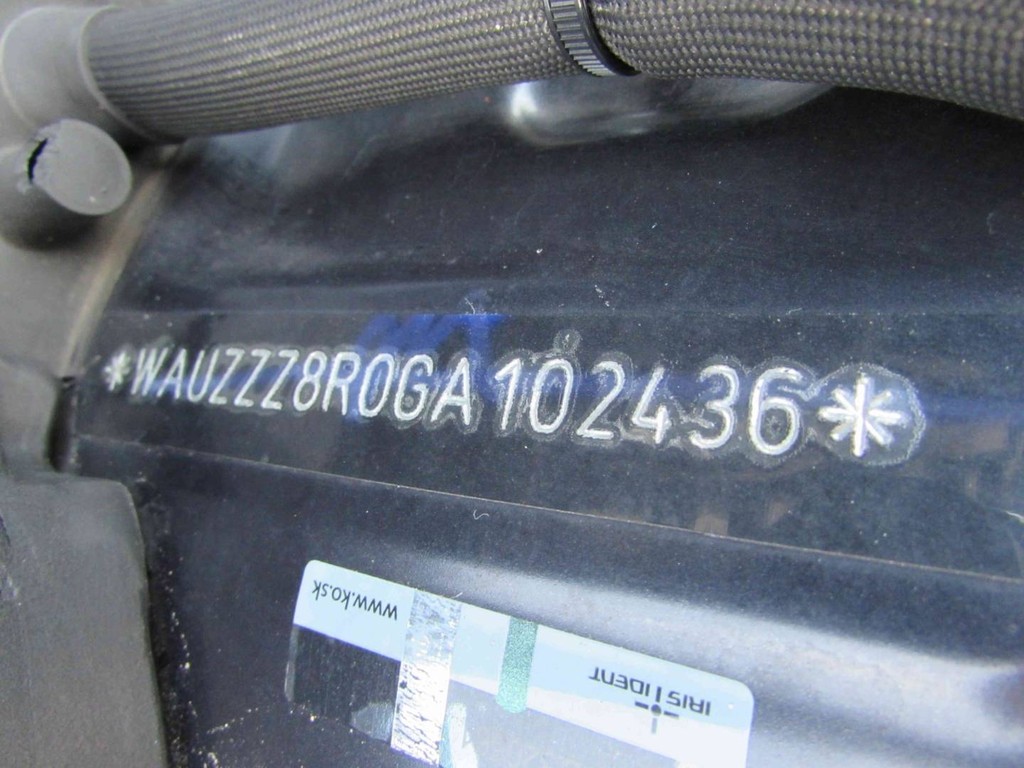 *WAUZZZ8R0GA102436*
www.ko.sk
IRIS IDENT